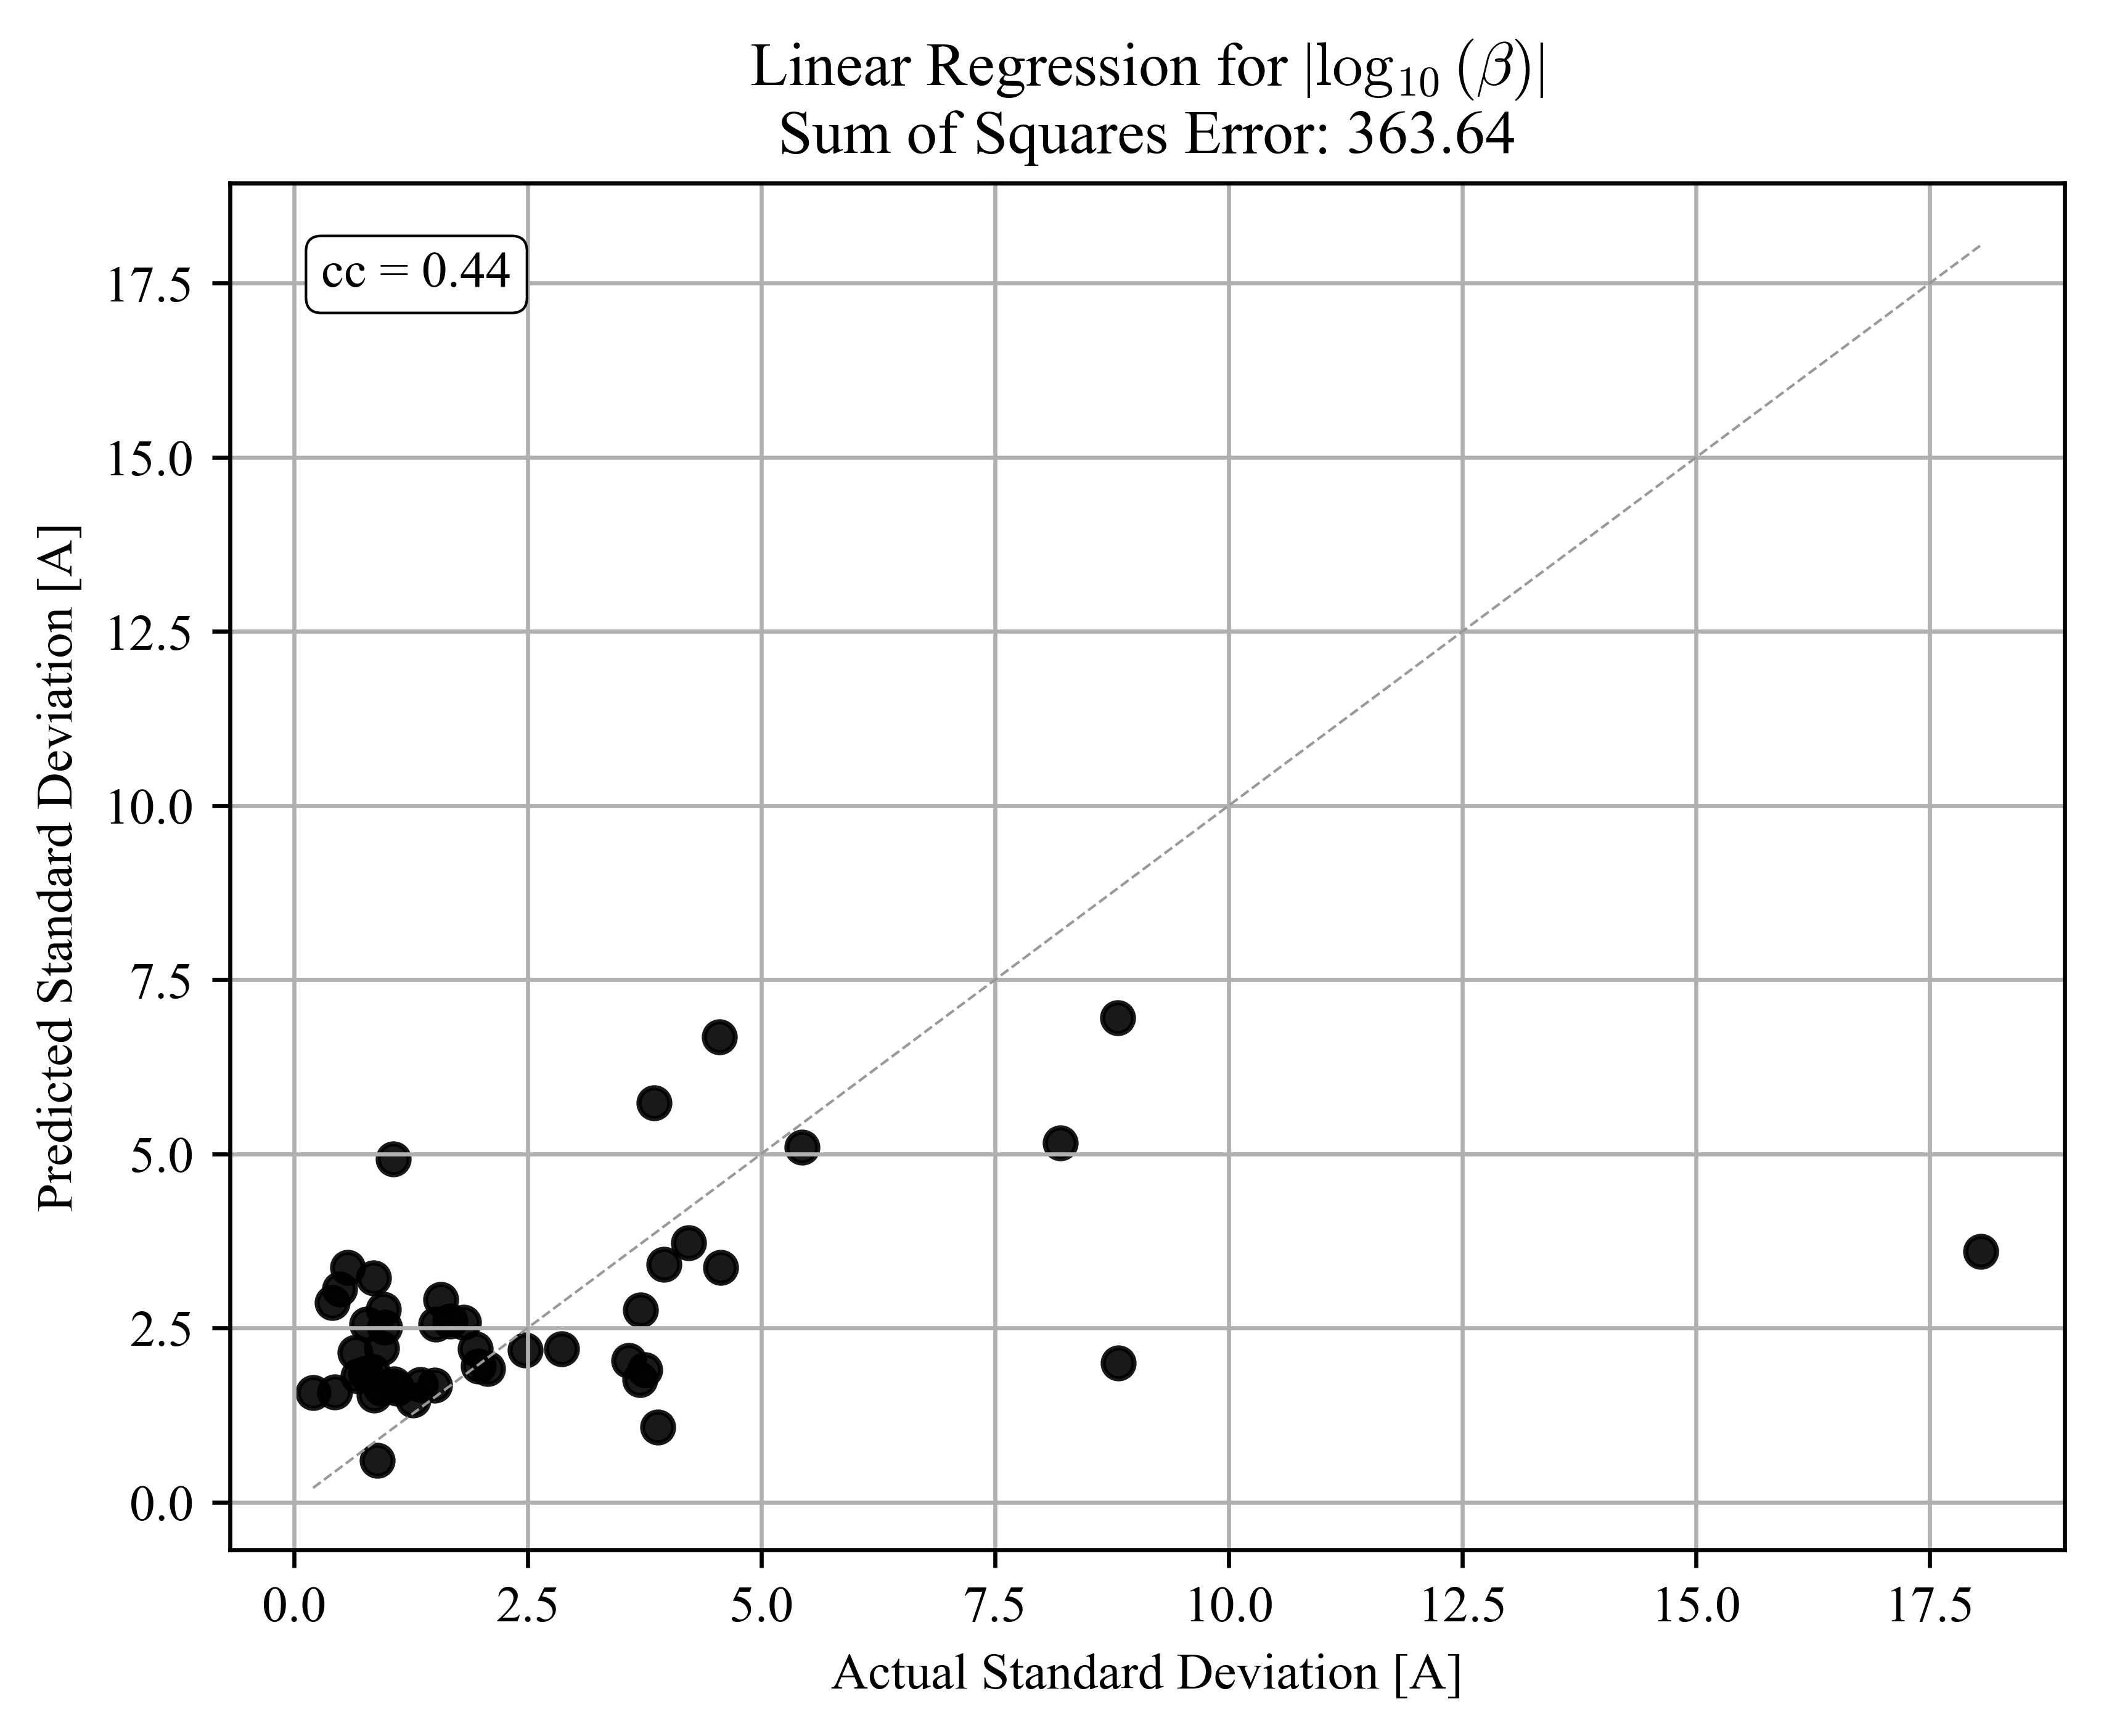 Linear Regression for |log₁₀ (β)|
Sum of Squares Error: 363.64
cc = 0.44
17.5
15.0
12.5
10.0
7.5
5.0
2.5
0.0
Predicted Standard Deviation [A]
0.0 2.5 5.0 7.5 10.0 12.5 15.0 17.5
Actual Standard Deviation [A]